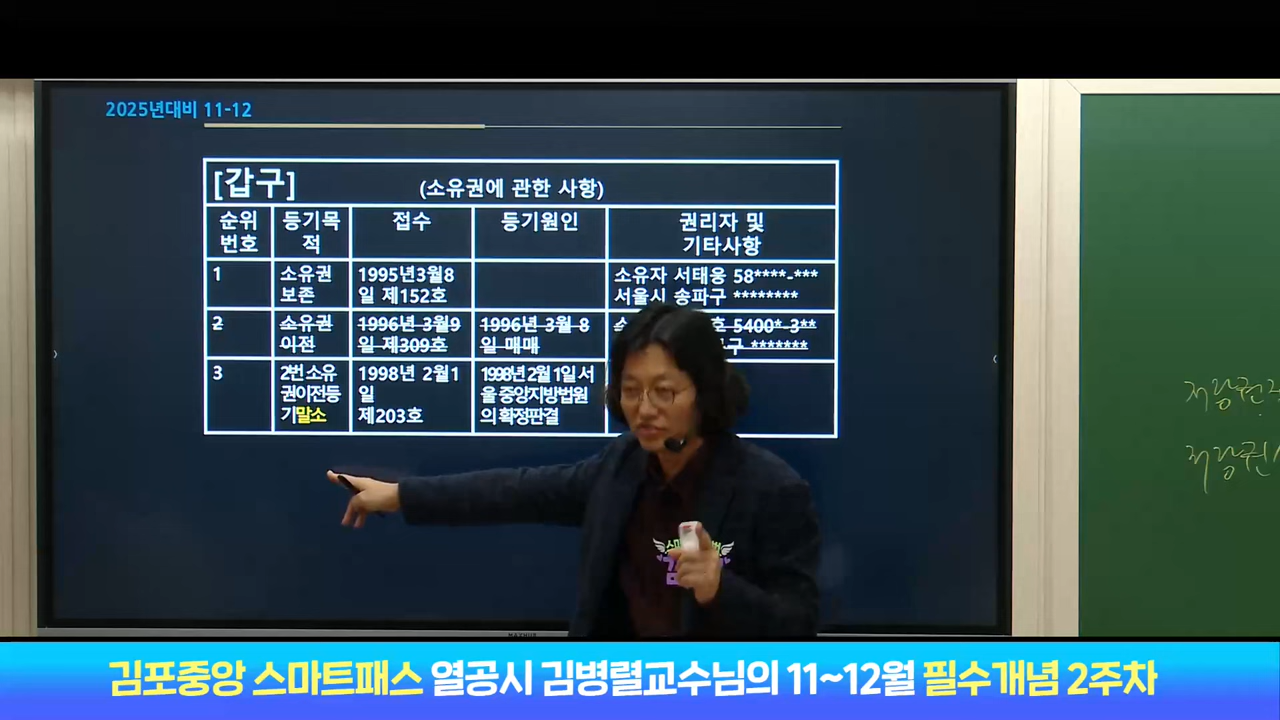 2025년대비 11-12
[갑구] (소유권에 관한 사항)
순위
번호
등기목
적
접수
등기원인
권리자 및
기타사항
1
소유권
보존
1995년3월8
일 제152호
소유자 서태웅 58****-***
서울시 송파구 ********
2
소유권
이전
1996년 3월9
일 제309호
1996년 3월 8
일 매매
호 5400*-3**
구 *******
3
2번 소유
권이전등
기말소
1998년 2월1
일
제203호
1998년 2월 1일 서
울 중앙지방법원
의 확정판결
저당권
저당권
김포중앙 스마트패스 열공시 김병렬교수님의 11~12월 필수개념 2주차